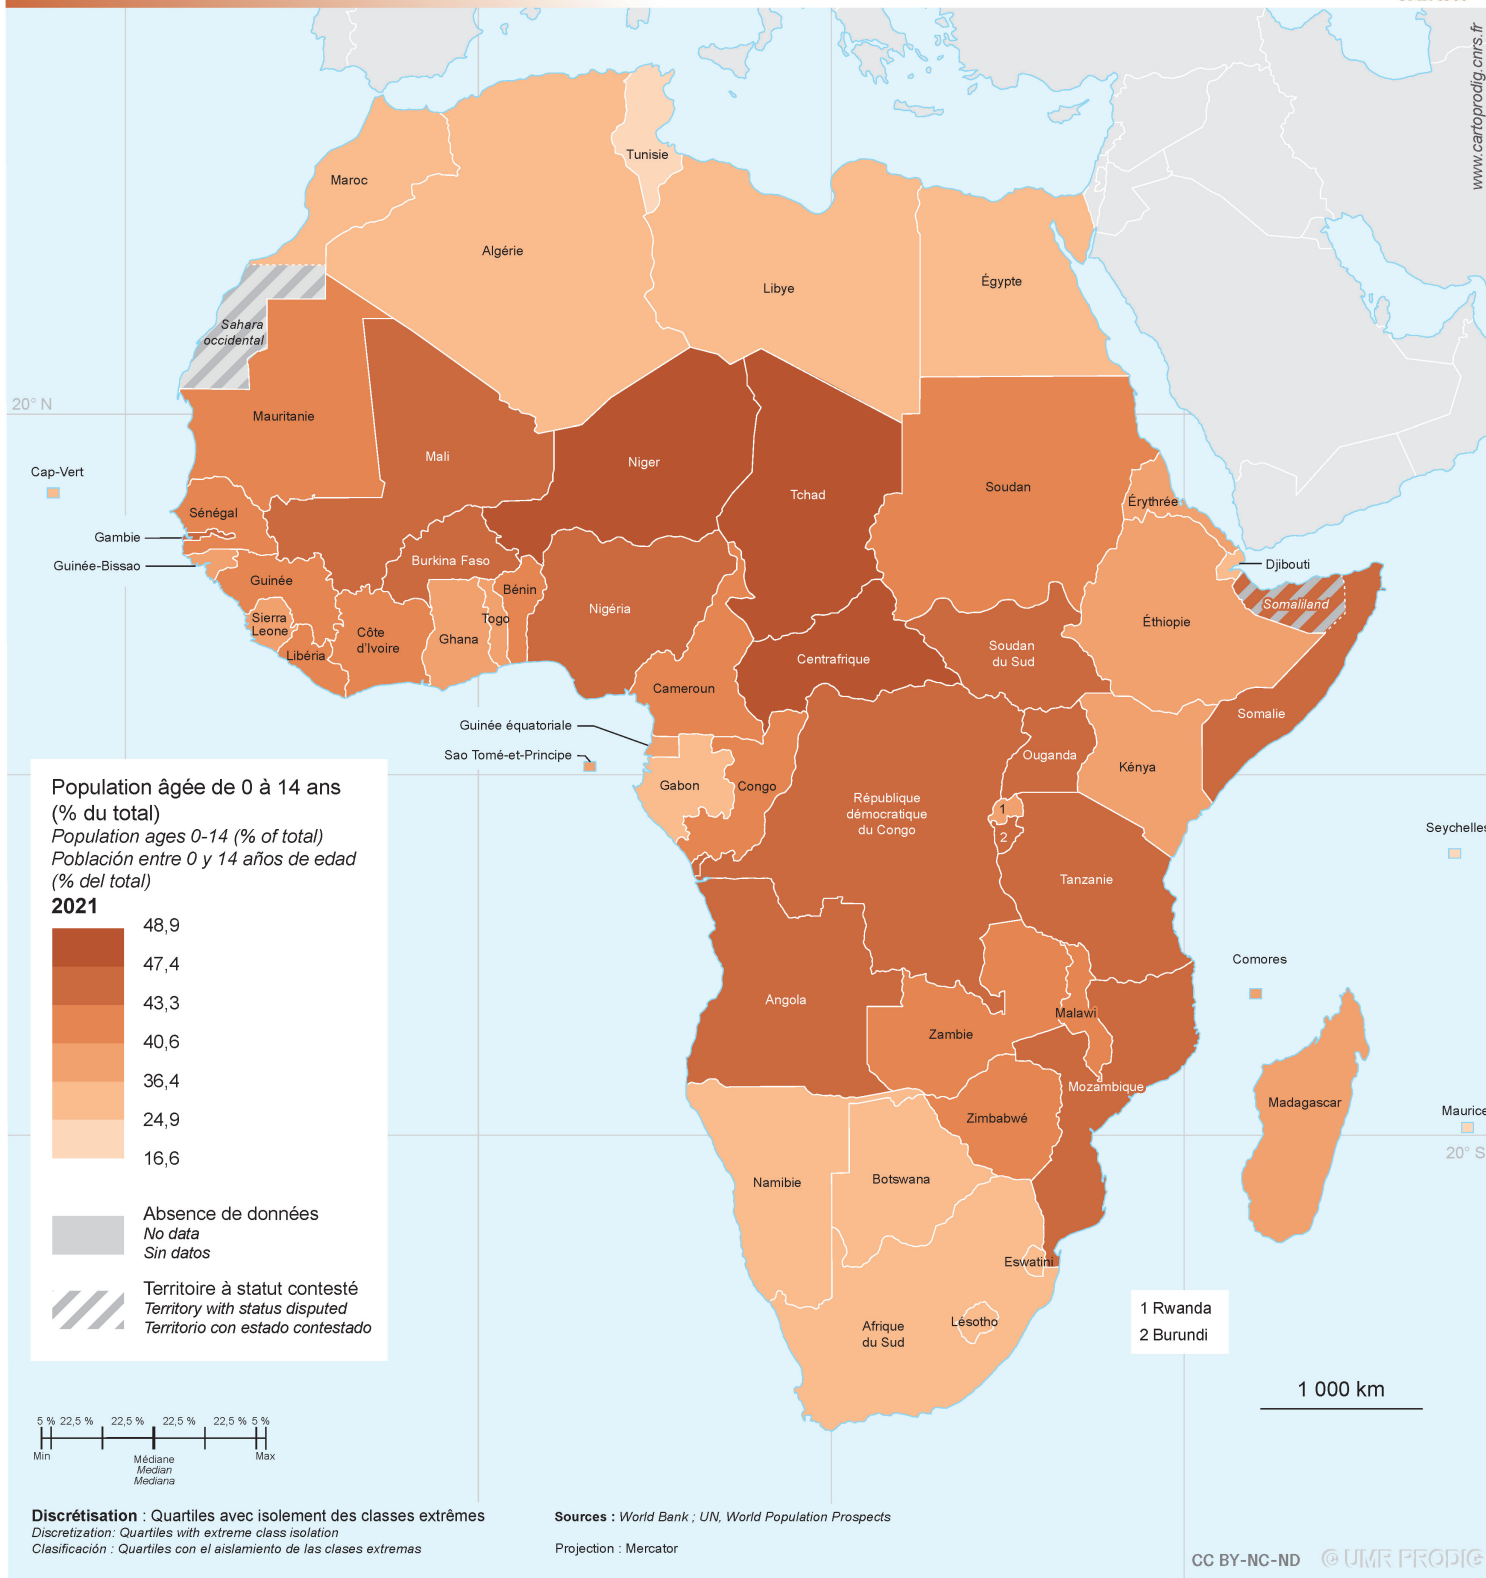 www.cartoprodig.cnrs.fr
Tunisie
Maroc
Algérie
Libye
Égypte
Sahara
occidental
20° N
Mauritanie
Mali
Niger
Tchad
Soudan
Cap-Vert
Érythrée
Sénégal
Gambie
Guinée-Bissao
Burkina Faso
Djibouti
Guinée
Bénin
Nigéria
Somaliland
Sierra
Leone
Togo
Côte
d'Ivoire
Ghana
Éthiopie
Libéria
Centrafrique
Soudan
du Sud
Cameroun
Somalie
Guinée équatoriale
Sao Tomé-et-Principe
Ouganda
Kénya
Gabon
Congo
République
démocratique
du Congo
1
2
Seychelles
Tanzanie
Comores
Angola
Malawi
Zambie
Mozambique
Madagascar
Zimbabwé
Maurice
20° S
Namibie
Botswana
Eswatini
Lésotho
Afrique
du Sud
Population âgée de 0 à 14 ans
(% du total)
Population ages 0-14 (% of total)
Población entre 0 y 14 años de edad
(% del total)
2021
48,9
47,4
43,3
40,6
36,4
24,9
16,6
Absence de données
No data
Sin datos
Territoire à statut contesté
Territory with status disputed
Territorio con estado contestado
1 Rwanda
2 Burundi
1 000 km
5 % 22,5 % 22,5 % 22,5 % 22,5 % 5 %
Min Médiane Max
Median
Mediana
Discrétisation : Quartiles avec isolement des classes extrêmes
Discretization: Quartiles with extreme class isolation
Clasificación : Quartiles con el aislamiento de las clases extremas
Sources : World Bank ; UN, World Population Prospects
Projection : Mercator
CC BY-NC-ND © UMR PRODIG